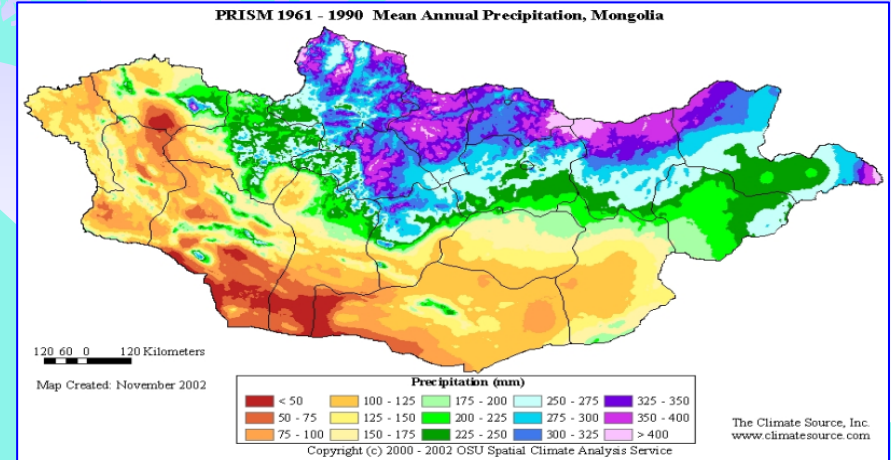 PRISM 1961 - 1990 Mean Annual Precipitation, Mongolia
120 60 0 120 Kilometers
Map Created: November 2002
Precipitation (mm)
< 50 100 - 125 175 - 200 250 - 275 325 - 350
50 - 75 125 - 150 200 - 225 275 - 300 350 - 400
75 - 100 150 - 175 225 - 250 300 - 325 > 400
The Climate Source, Inc.
www.climatesource.com
Copyright (c) 2000 - 2002 OSU Spatial Climate Analysis Service